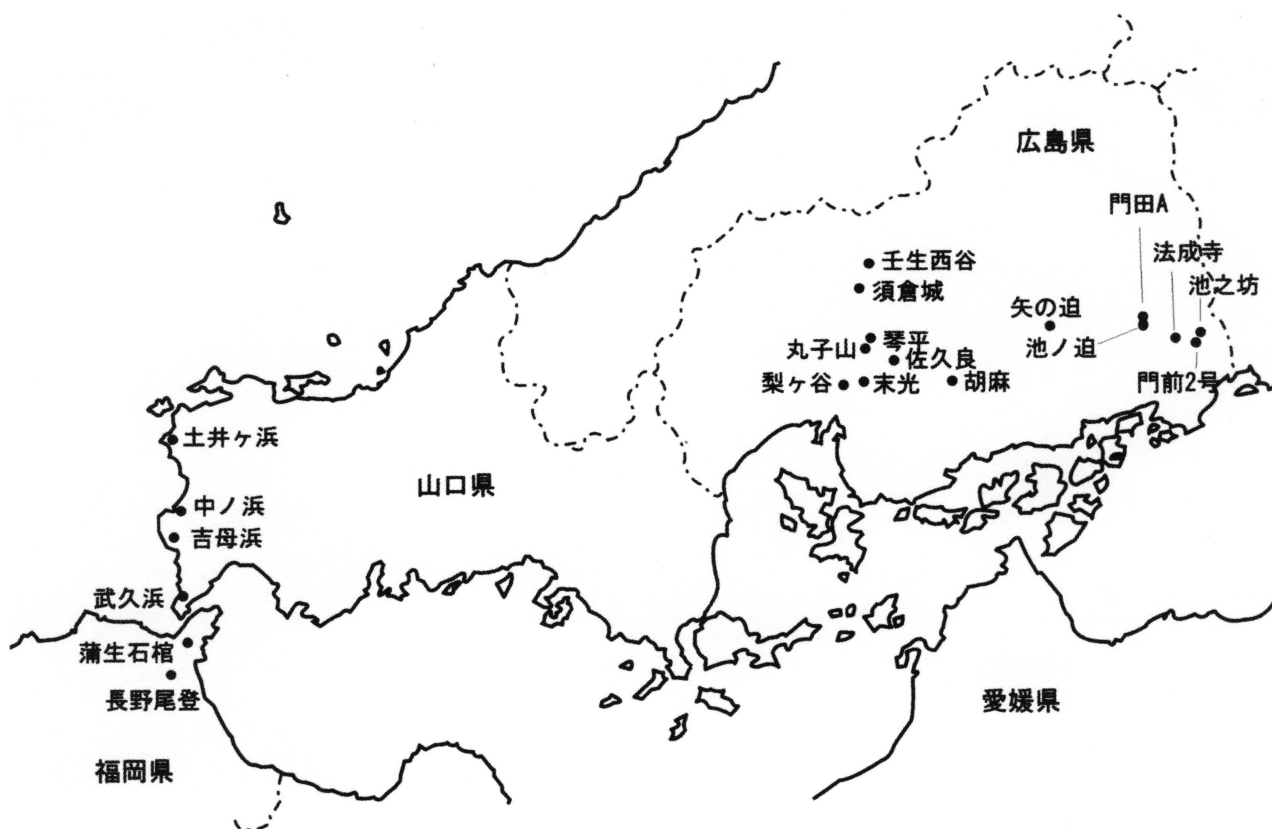 広島県
門田A
法成寺
池之坊
壬生西谷
須倉城
矢の迫
池ノ迫
門前2号
琴平
丸子山
佐久良
梨ヶ谷
末光
胡麻
土井ヶ浜
山口県
中ノ浜
吉母浜
武久浜
蒲生石棺
長野尾登
愛媛県
福岡県